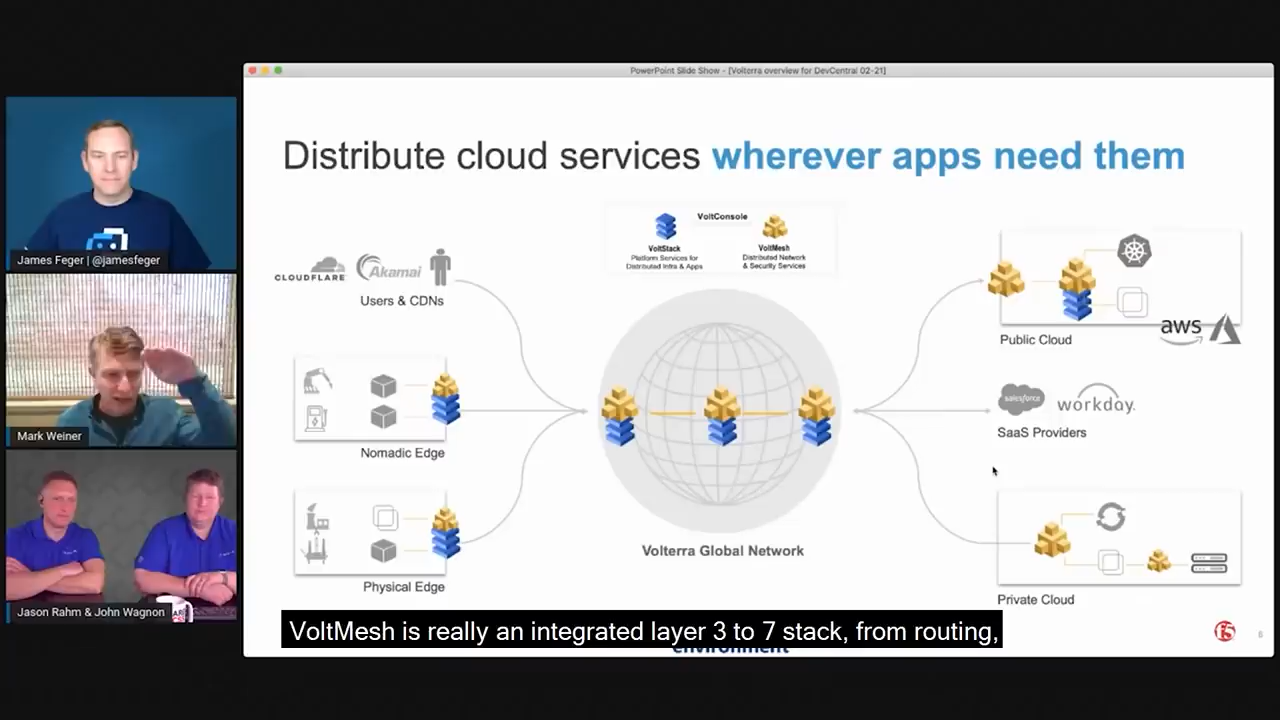 PowerPoint Slide Show - [Volterra overview for DevCentral 02-21]
Distribute cloud services wherever apps need them
VoltConsole
VoltStack
Platform Services for
Distributed Infra & Apps
VoltMesh
Distributed Network
& Security Services
CLOUDFLARE
Akamai
Users & CDNs
Nomadic Edge
Physical Edge
Volterra Global Network
aws
Public Cloud
salesforce
workday.
SaaS Providers
Private Cloud
environment
f5
8
James Feger | @jamesfeger
Mark Weiner
Jason Rahm & John Wagnon
VoltMesh is really an integrated layer 3 to 7 stack, from routing,